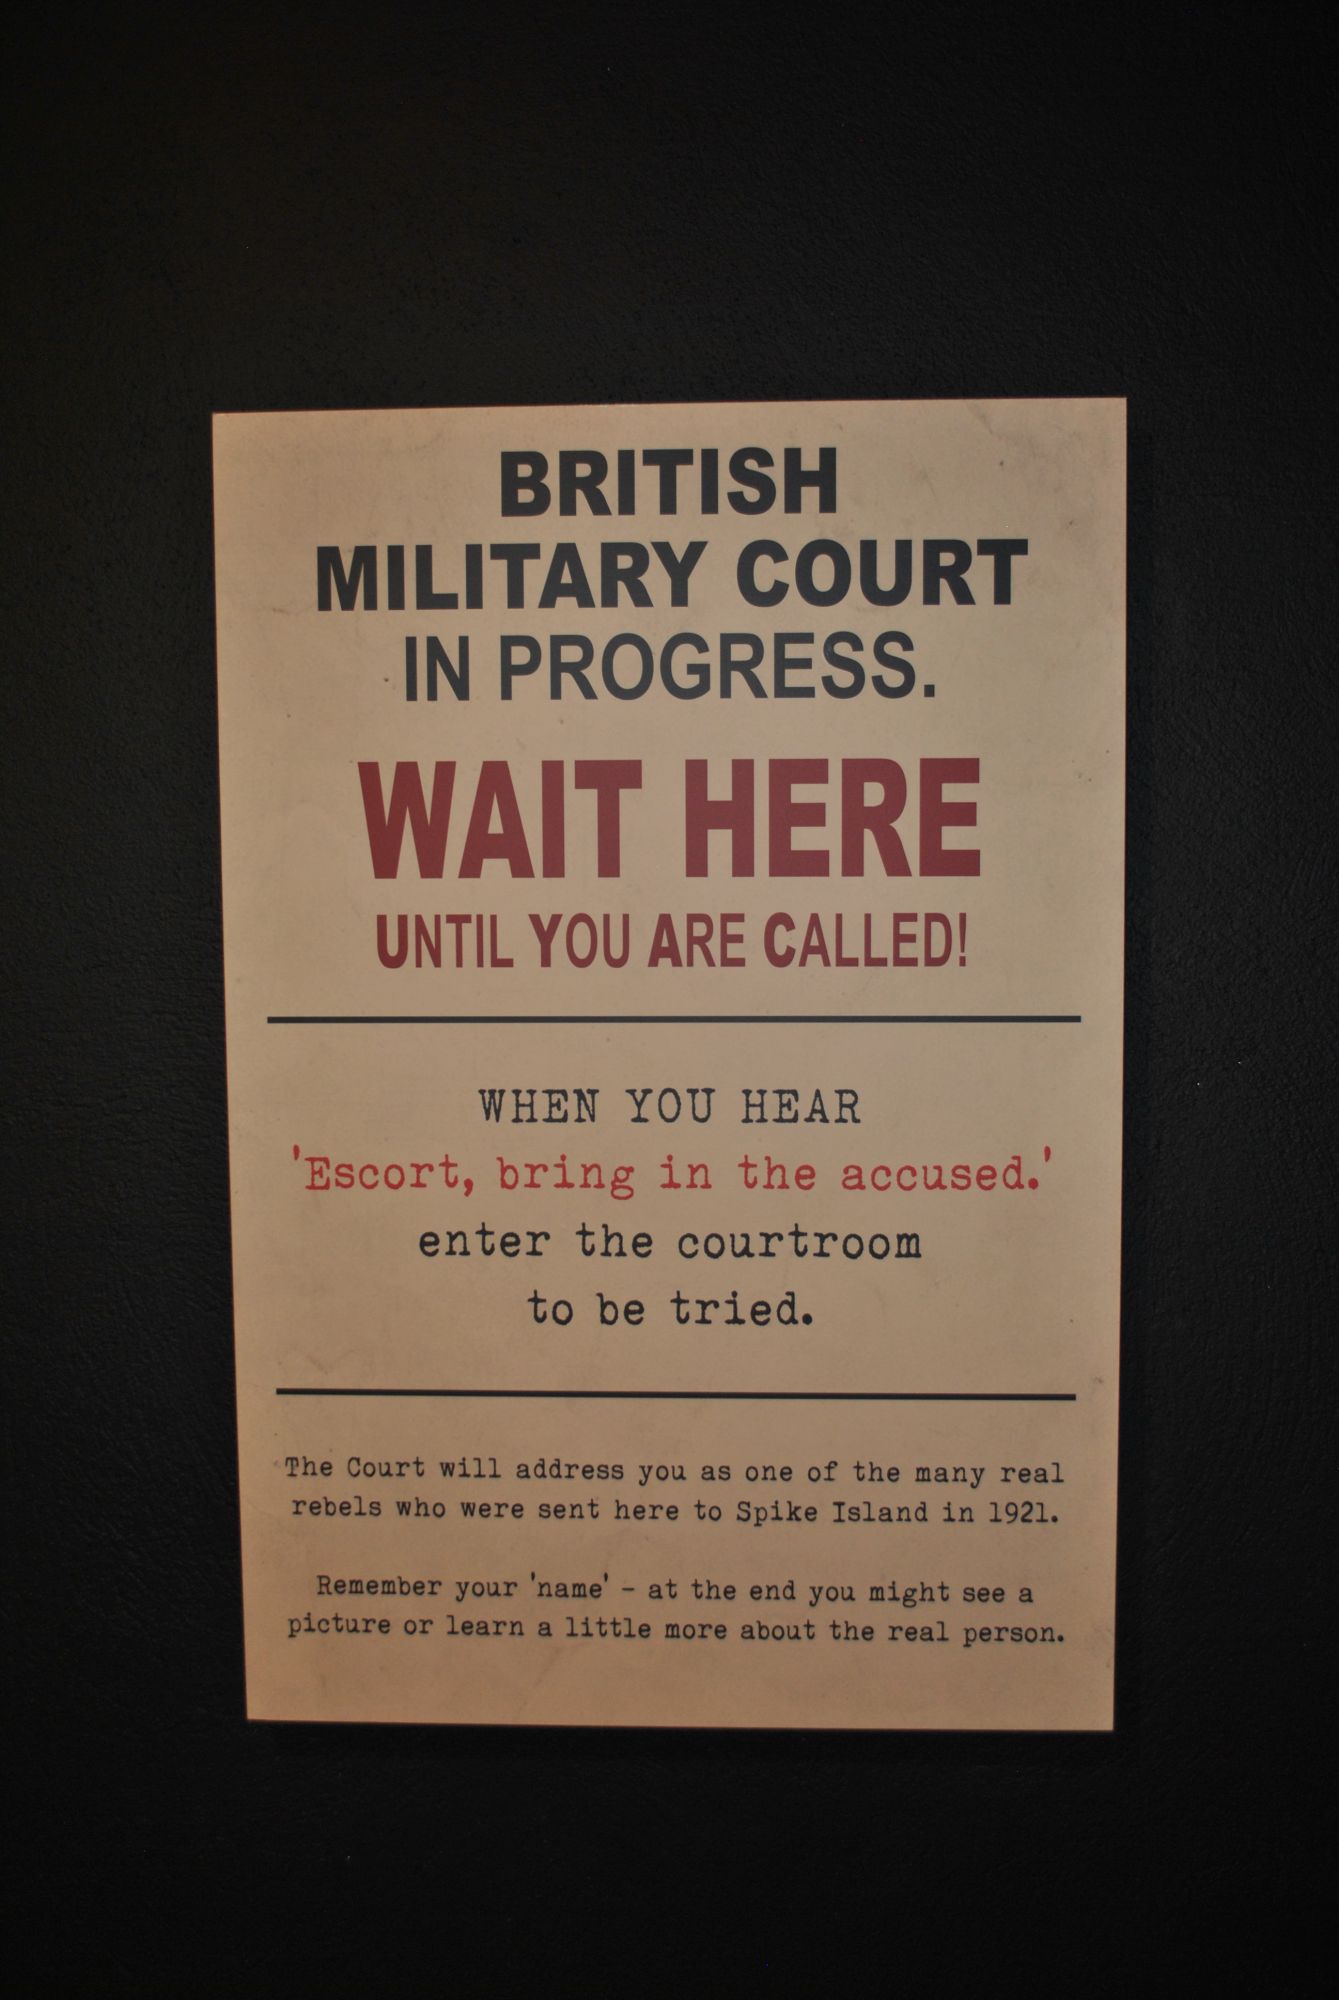 BRITISH
MILITARY COURT
IN PROGRESS.
WAIT HERE
UNTIL YOU ARE CALLED!
WHEN YOU HEAR
'Escort, bring in the accused.'
enter the courtroom
to be tried.
The Court will address you as one of the many real
rebels who were sent here to Spike Island in 1921.
Remember your 'name' - at the end you might see a
picture or learn a little more about the real person.